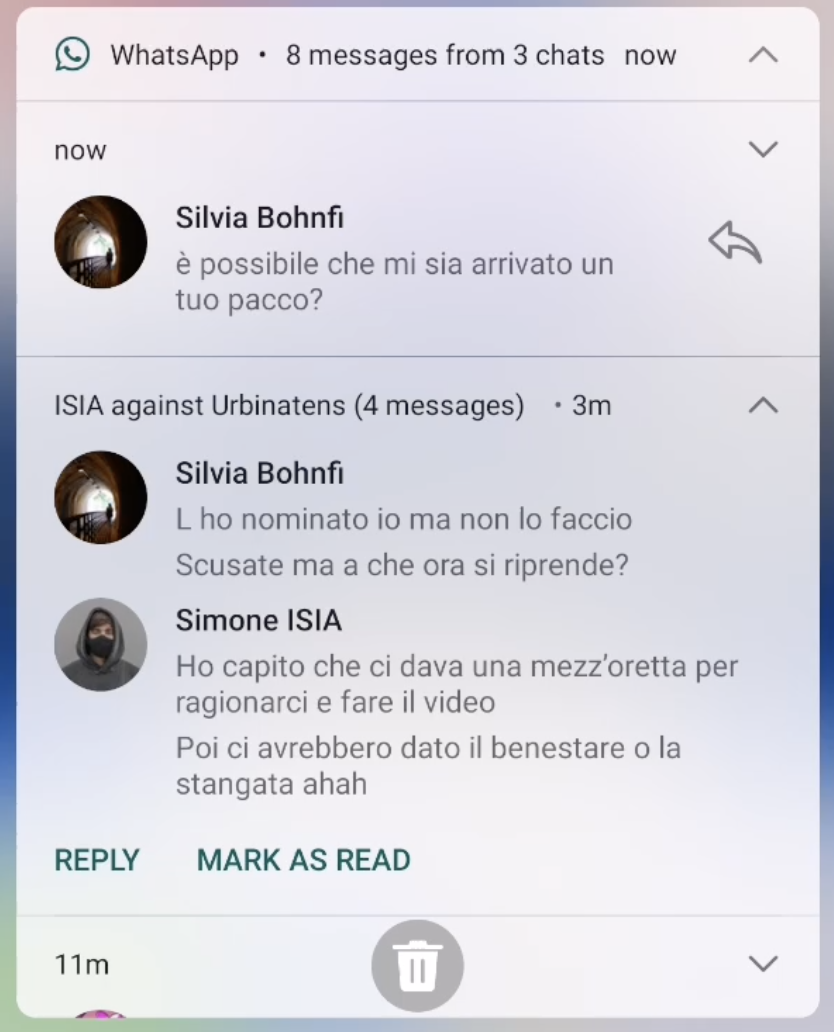 WhatsApp • 8 messages from 3 chats now
now
Silvia Bohnfi
è possibile che mi sia arrivato un
tuo pacco?
ISIA against Urbinatens (4 messages) • 3m
Silvia Bohnfi
L ho nominato io ma non lo faccio
Scusate ma a che ora si riprende?
Simone ISIA
Ho capito che ci dava una mezz’oretta per
ragionarci e fare il video
Poi ci avrebbero dato il benestare o la
stangata ahah
REPLY MARK AS READ
11m